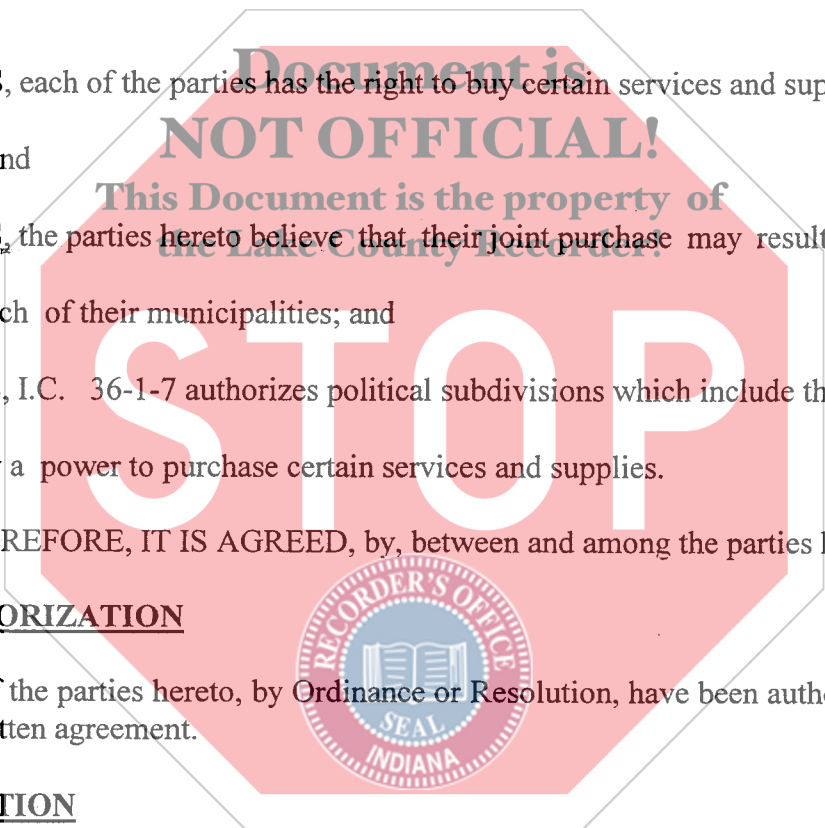 Document is
, each of the parties has the right to buy certain services and sup
NOT OFFICIAL!
nd
This Document is the property of
the parties hereto believe that their joint purchase may result
the Lake County Recorder!
ch of their municipalities; and
STOP
, I.C. 36-1-7 authorizes political subdivisions which include th
a power to purchase certain services and supplies.
REFORE, IT IS AGREED, by, between and among the parties
ORIZATION
RECORDER'S OFFICE
the parties hereto, by Ordinance or Resolution, have been autho
SEAL
tten agreement.
INDIANA
TION